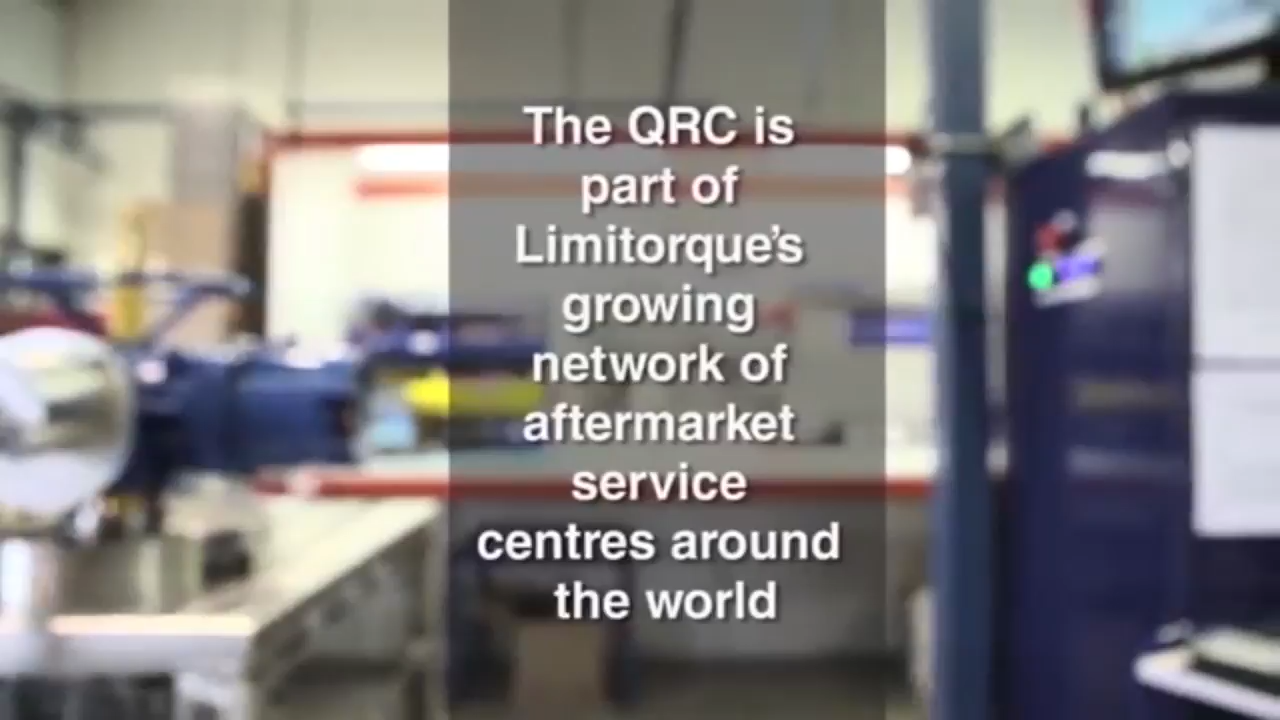 The QRC is
part of
Limitorque’s
growing
network of
aftermarket
service
centres around
the world